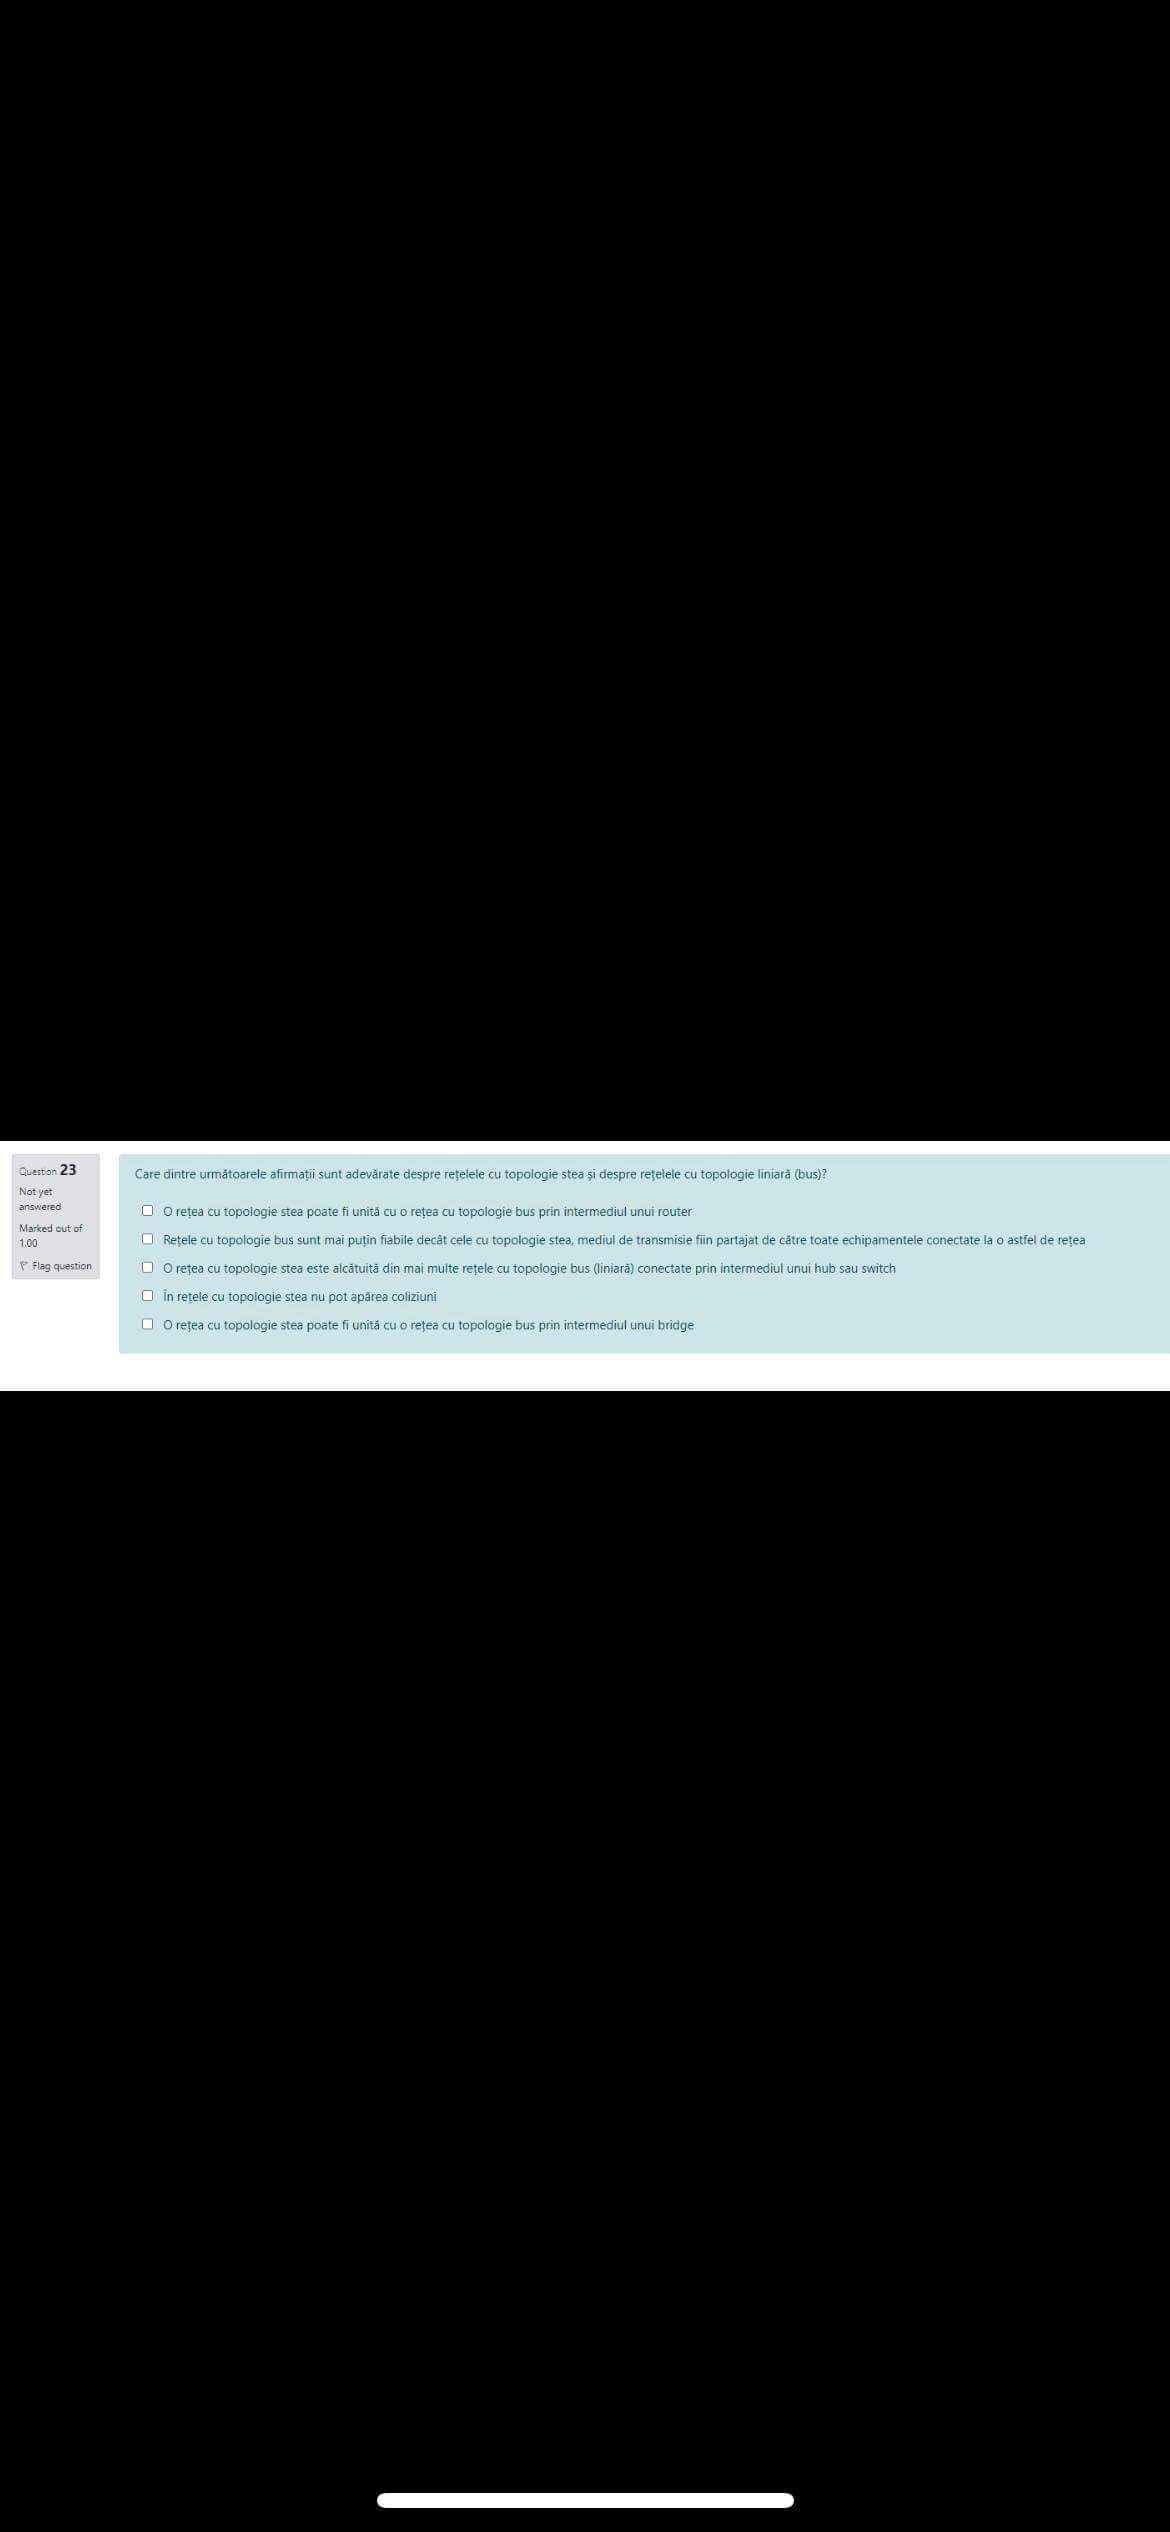 Question 23
Not yet
answered
Marked out of
1.00
Flag question
Care dintre următoarele afirmații sunt adevărate despre rețelele cu topologie stea și despre rețelele cu topologie liniară (bus)?
O rețea cu topologie stea poate fi unită cu o rețea cu topologie bus prin intermediul unui router
Rețele cu topologie bus sunt mai puțin fiabile decât cele cu topologie stea, mediul de transmisie fiin partajat de către toate echipamentele conectate la o astfel de rețea
O rețea cu topologie stea este alcătuită din mai multe rețele cu topologie bus (liniară) conectate prin intermediul unui hub sau switch
În rețele cu topologie stea nu pot apărea coliziuni
O rețea cu topologie stea poate fi unită cu o rețea cu topologie bus prin intermediul unui bridge